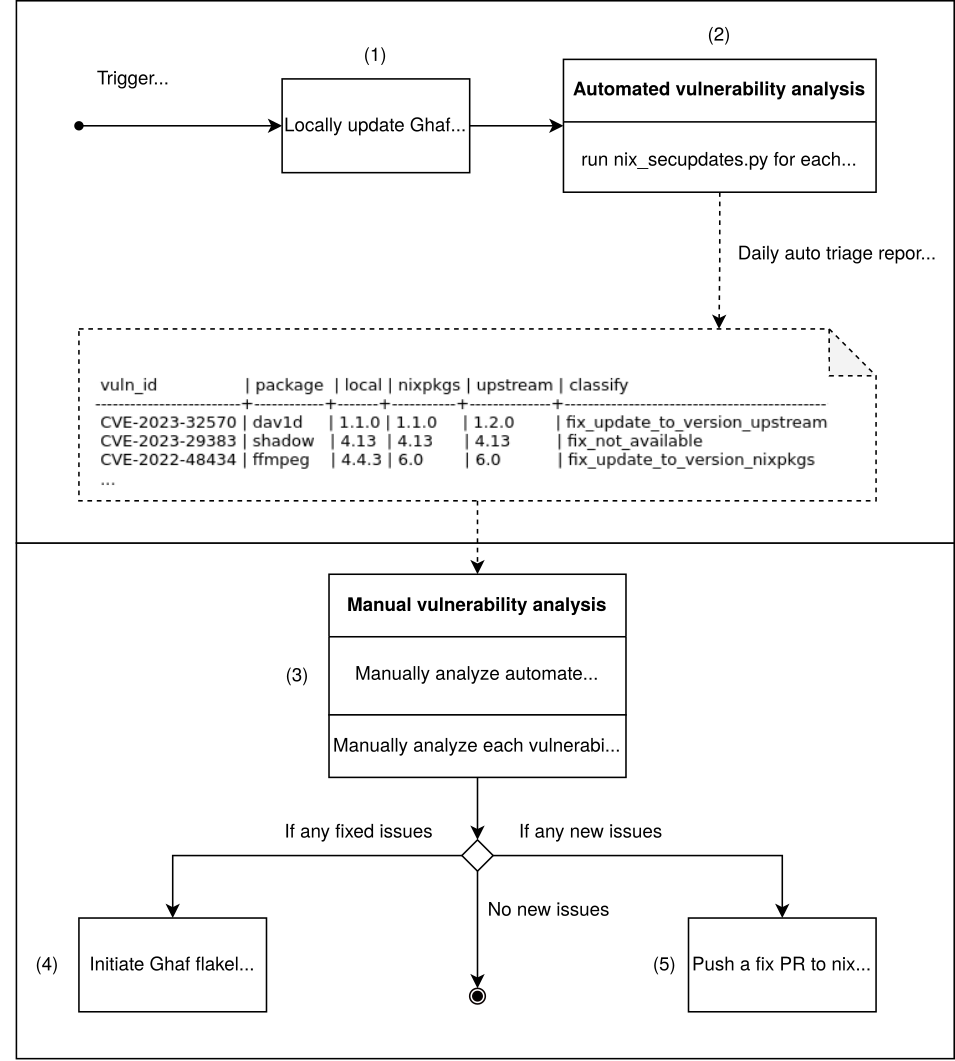 (1)
(2)
Trigger...
Locally update Ghaf...
Automated vulnerability analysis
run nix_secupdates.py for each...
Daily auto triage repor...
vuln_id | package | local | nixpkgs | upstream | classify
-----------------------+------------+------+----------+------------+-----------------------------------------
CVE-2023-32570 | dav1d | 1.1.0 | 1.1.0 | 1.2.0 | fix_update_to_version_upstream
CVE-2023-29383 | shadow | 4.13 | 4.13 | 4.13 | fix_not_available
CVE-2022-48434 | ffmpeg | 4.4.3 | 6.0 | 6.0 | fix_update_to_version_nixpkgs
...
Manual vulnerability analysis
(3)
Manually analyze automate...
Manually analyze each vulnerabi...
If any fixed issues
If any new issues
No new issues
(4)
Initiate Ghaf flakel...
(5)
Push a fix PR to nix...